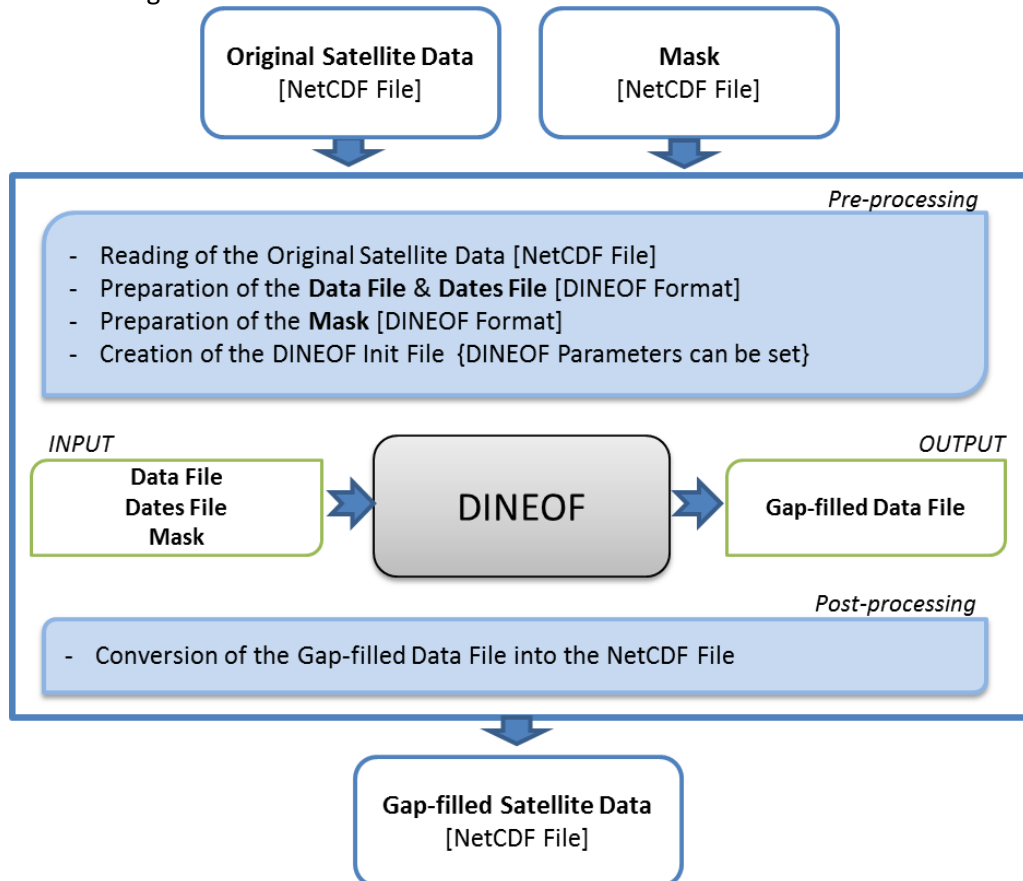 Original Satellite Data
[NetCDF File]
Mask
[NetCDF File]
Pre-processing
- Reading of the Original Satellite Data [NetCDF File]
- Preparation of the Data File & Dates File [DINEOF Format]
- Preparation of the Mask [DINEOF Format]
- Creation of the DINEOF Init File {DINEOF Parameters can be set}
INPUT
Data File
Dates File
Mask
DINEOF
OUTPUT
Gap-filled Data File
Post-processing
- Conversion of the Gap-filled Data File into the NetCDF File
Gap-filled Satellite Data
[NetCDF File]